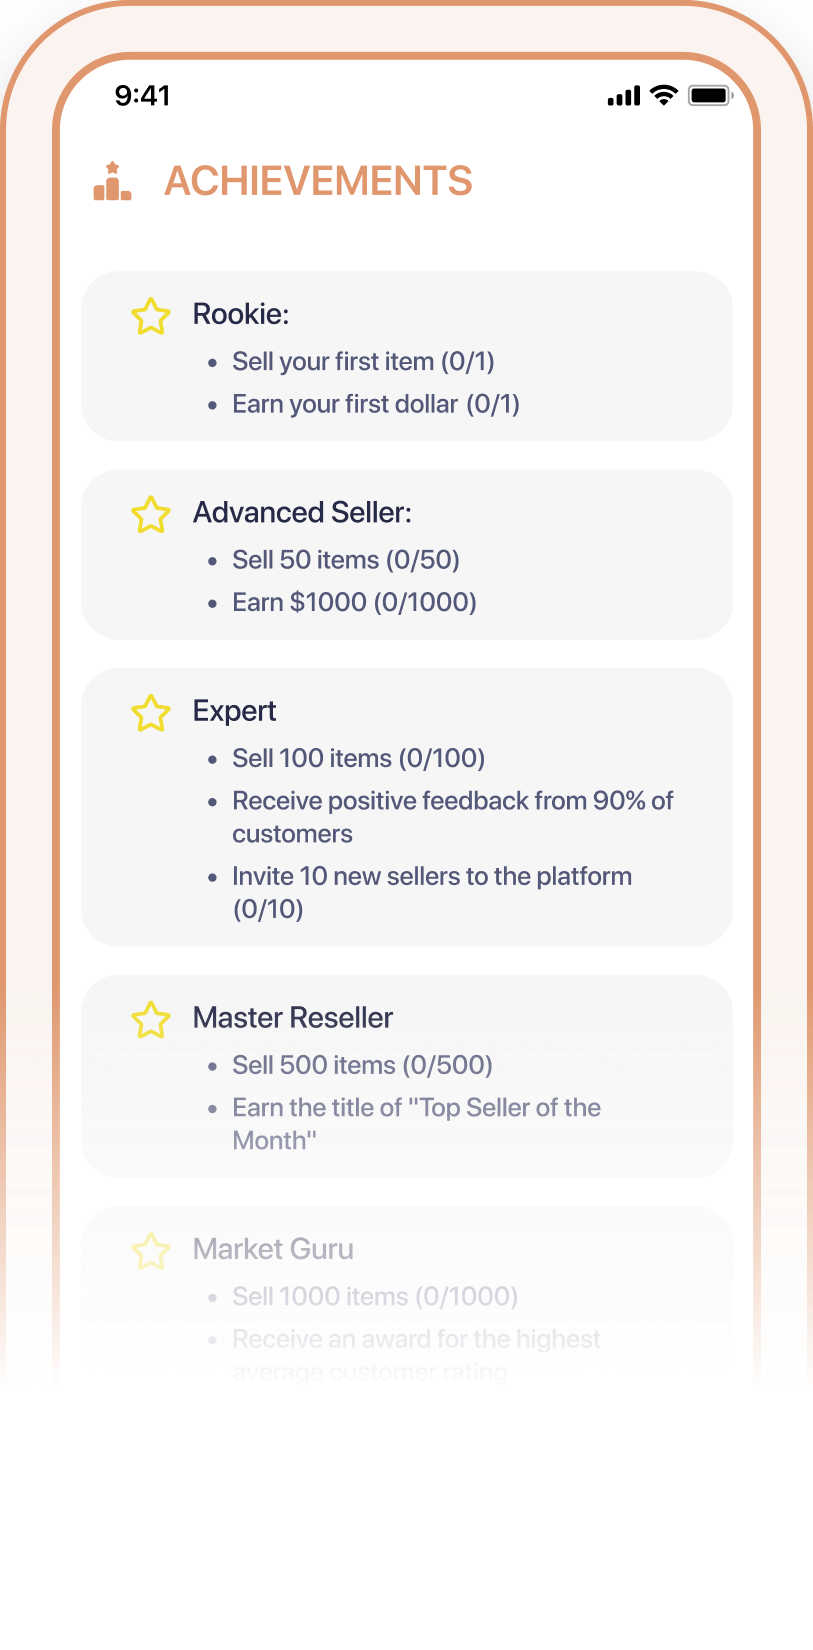 9:41
ACHIEVEMENTS
Rookie:
• Sell your first item (0/1)
• Earn your first dollar (0/1)
Advanced Seller:
• Sell 50 items (0/50)
• Earn $1000 (0/1000)
Expert
• Sell 100 items (0/100)
• Receive positive feedback from 90% of
customers
• Invite 10 new sellers to the platform
(0/10)
Master Reseller
• Sell 500 items (0/500)
• Earn the title of "Top Seller of the
Month"
Market Guru
• Sell 1000 items (0/1000)
• Receive an award for the highest
average customer rating